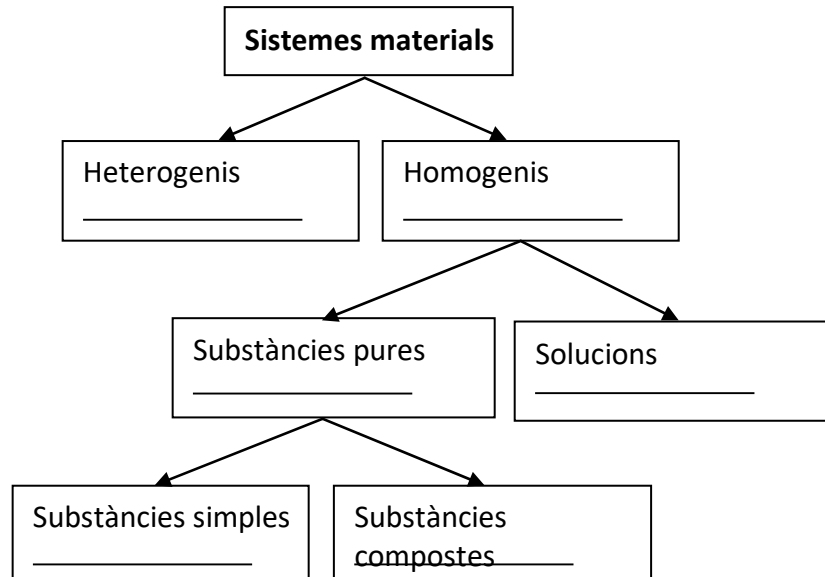 Sistemes materials
Heterogenis
Homogenis
Substàncies pures
Solucions
Substàncies simples
Substàncies
compostes